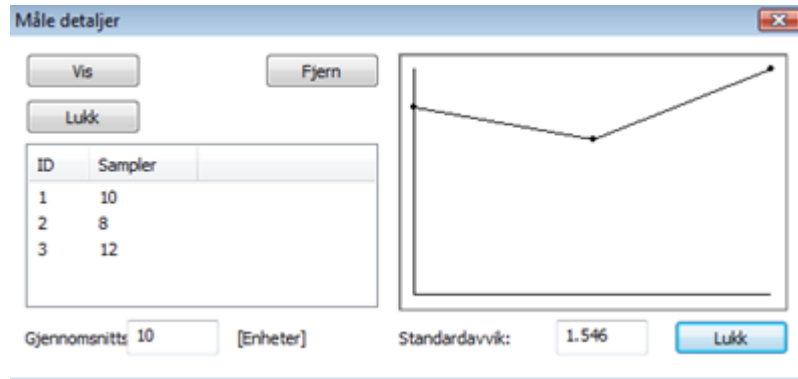 Måle detaljer
Vis
Fjern
Lukk
ID Sampler
1 10
2 8
3 12
Gjennomsnitts 10 [Enheter]
Standardavvik: 1.546
Lukk